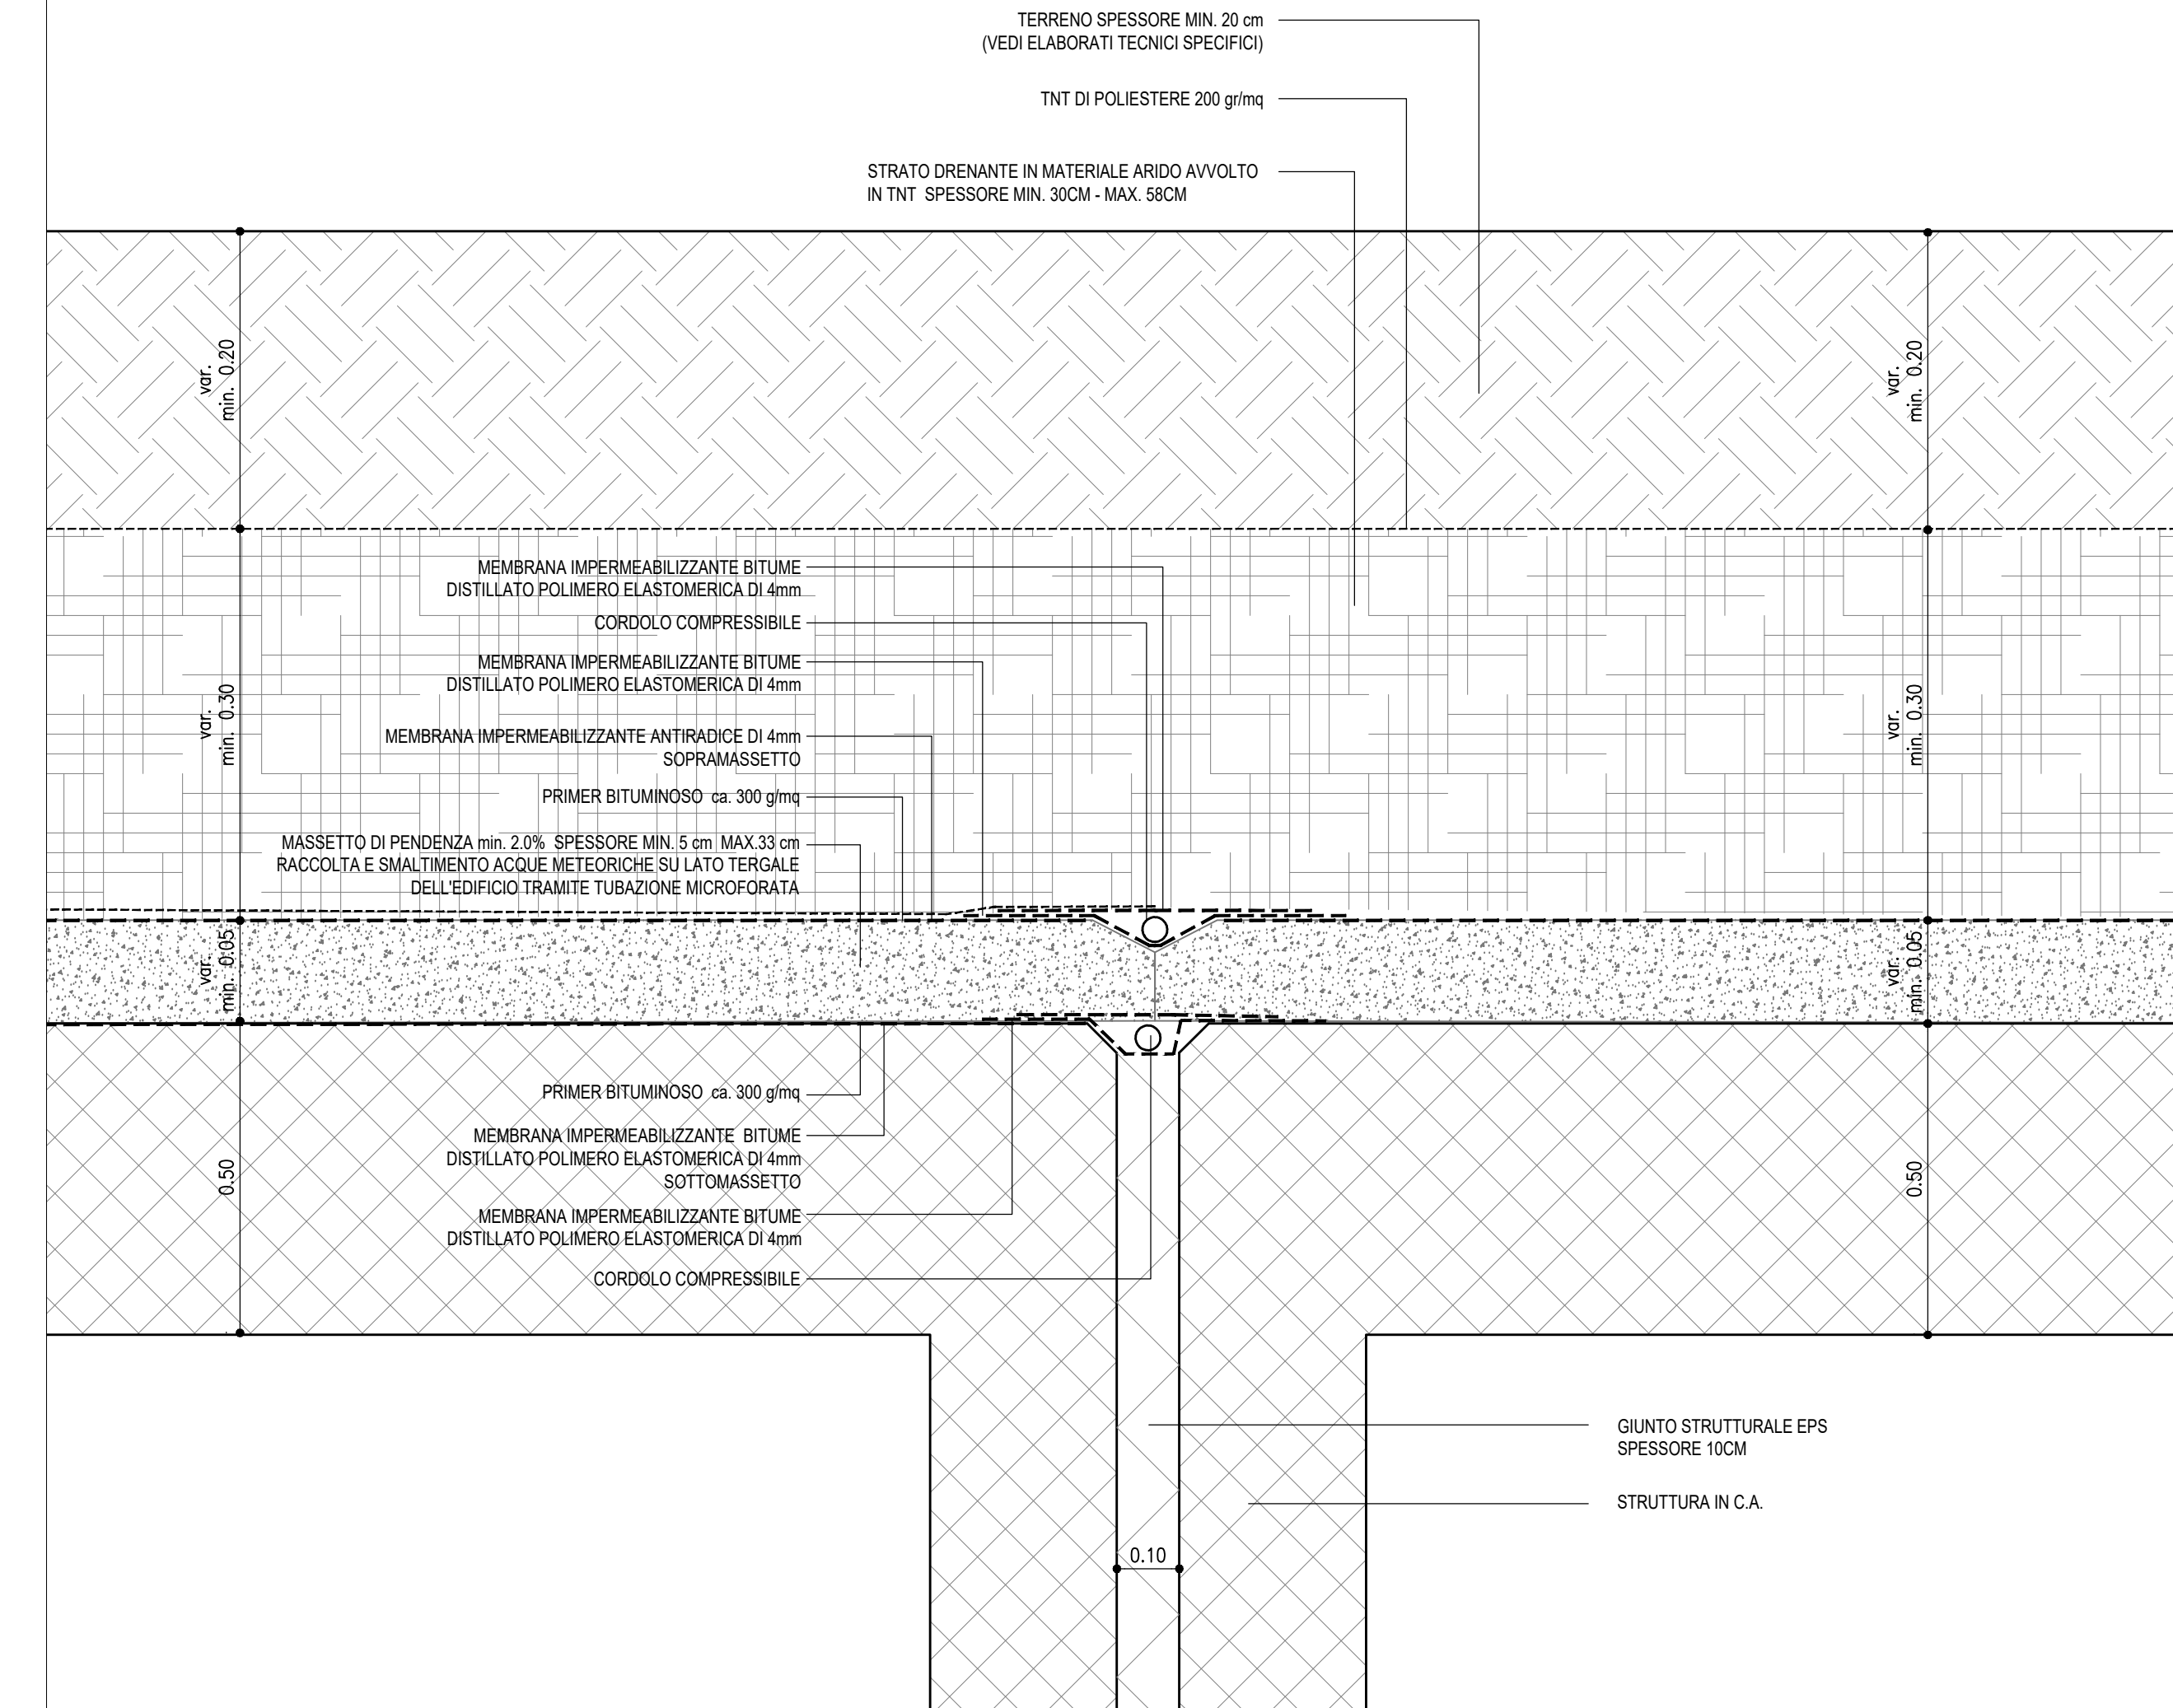 TERRENO SPESSORE MIN. 20 cm
(VEDI ELABORATI TECNICI SPECIFICI)
TNT DI POLIESTERE 200 gr/mq
STRATO DRENANTE IN MATERIALE ARIDO AVVOLTO
IN TNT SPESSORE MIN. 30CM - MAX. 58CM
var.
min. 0.20
var.
min. 0.20
MEMBRANA IMPERMEABILIZZANTE BITUME
DISTILLATO POLIMERO ELASTOMERICA DI 4mm
CORDOLO COMPRESSIBILE
MEMBRANA IMPERMEABILIZZANTE BITUME
DISTILLATO POLIMERO ELASTOMERICA DI 4mm
var.
min. 0.30
var.
min. 0.30
MEMBRANA IMPERMEABILIZZANTE ANTIRADICE DI 4mm
SOPRAMASSETTO
PRIMER BITUMINOSO ca. 300 g/mq
MASSETTO DI PENDENZA min. 2.0% SPESSORE MIN. 5 cm MAX.33 cm
RACCOLTA E SMALTIMENTO ACQUE METEORICHE SU LATO TERGALE
DELL'EDIFICIO TRAMITE TUBAZIONE MICROFORATA
var.
min. 0.05
var.
min. 0.05
PRIMER BITUMINOSO ca. 300 g/mq
MEMBRANA IMPERMEABILIZZANTE BITUME
DISTILLATO POLIMERO ELASTOMERICA DI 4mm
SOTTOMASSETTO
0.50
0.50
MEMBRANA IMPERMEABILIZZANTE BITUME
DISTILLATO POLIMERO ELASTOMERICA DI 4mm
CORDOLO COMPRESSIBILE
GIUNTO STRUTTURALE EPS
SPESSORE 10CM
STRUTTURA IN C.A.
0.10